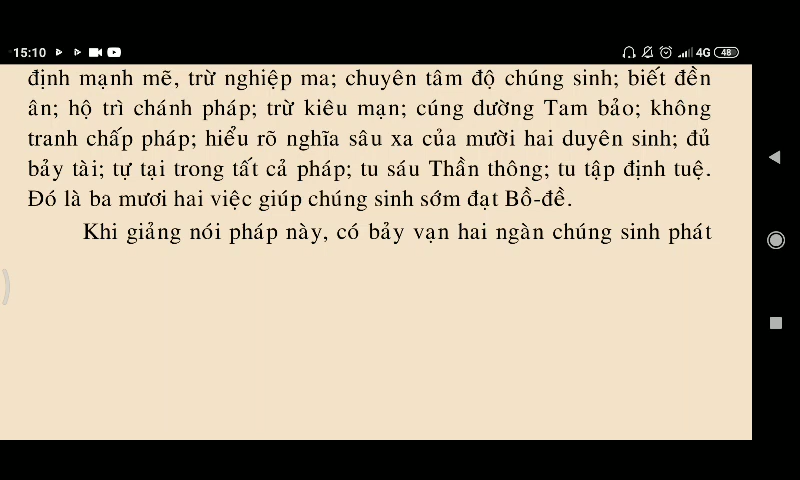 15:10 4G 48
định mạnh mẽ, trừ nghiệp ma; chuyên tâm độ chúng sinh; biết đền
ân; hộ trì chánh pháp; trừ kiêu mạn; cúng dường Tam bảo; không
tranh chấp pháp; hiểu rõ nghĩa sâu xa của mười hai duyên sinh; đủ
bảy tài; tự tại trong tất cả pháp; tu sáu Thần thông; tu tập định tuệ.
Đó là ba mươi hai việc giúp chúng sinh sớm đạt Bồ-đề.
Khi giảng nói pháp này, có bảy vạn hai ngàn chúng sinh phát